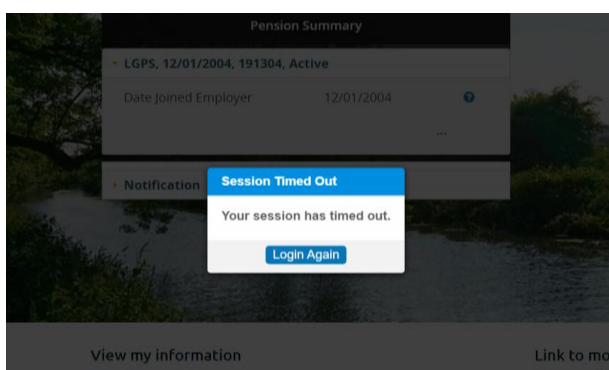 Pension Summary
LGPS, 12/01/2004, 191304, Active
Date Joined Employer 12/01/2004
...
Notification
Session Timed Out
Your session has timed out.
Login Again
View my information
Link to mo